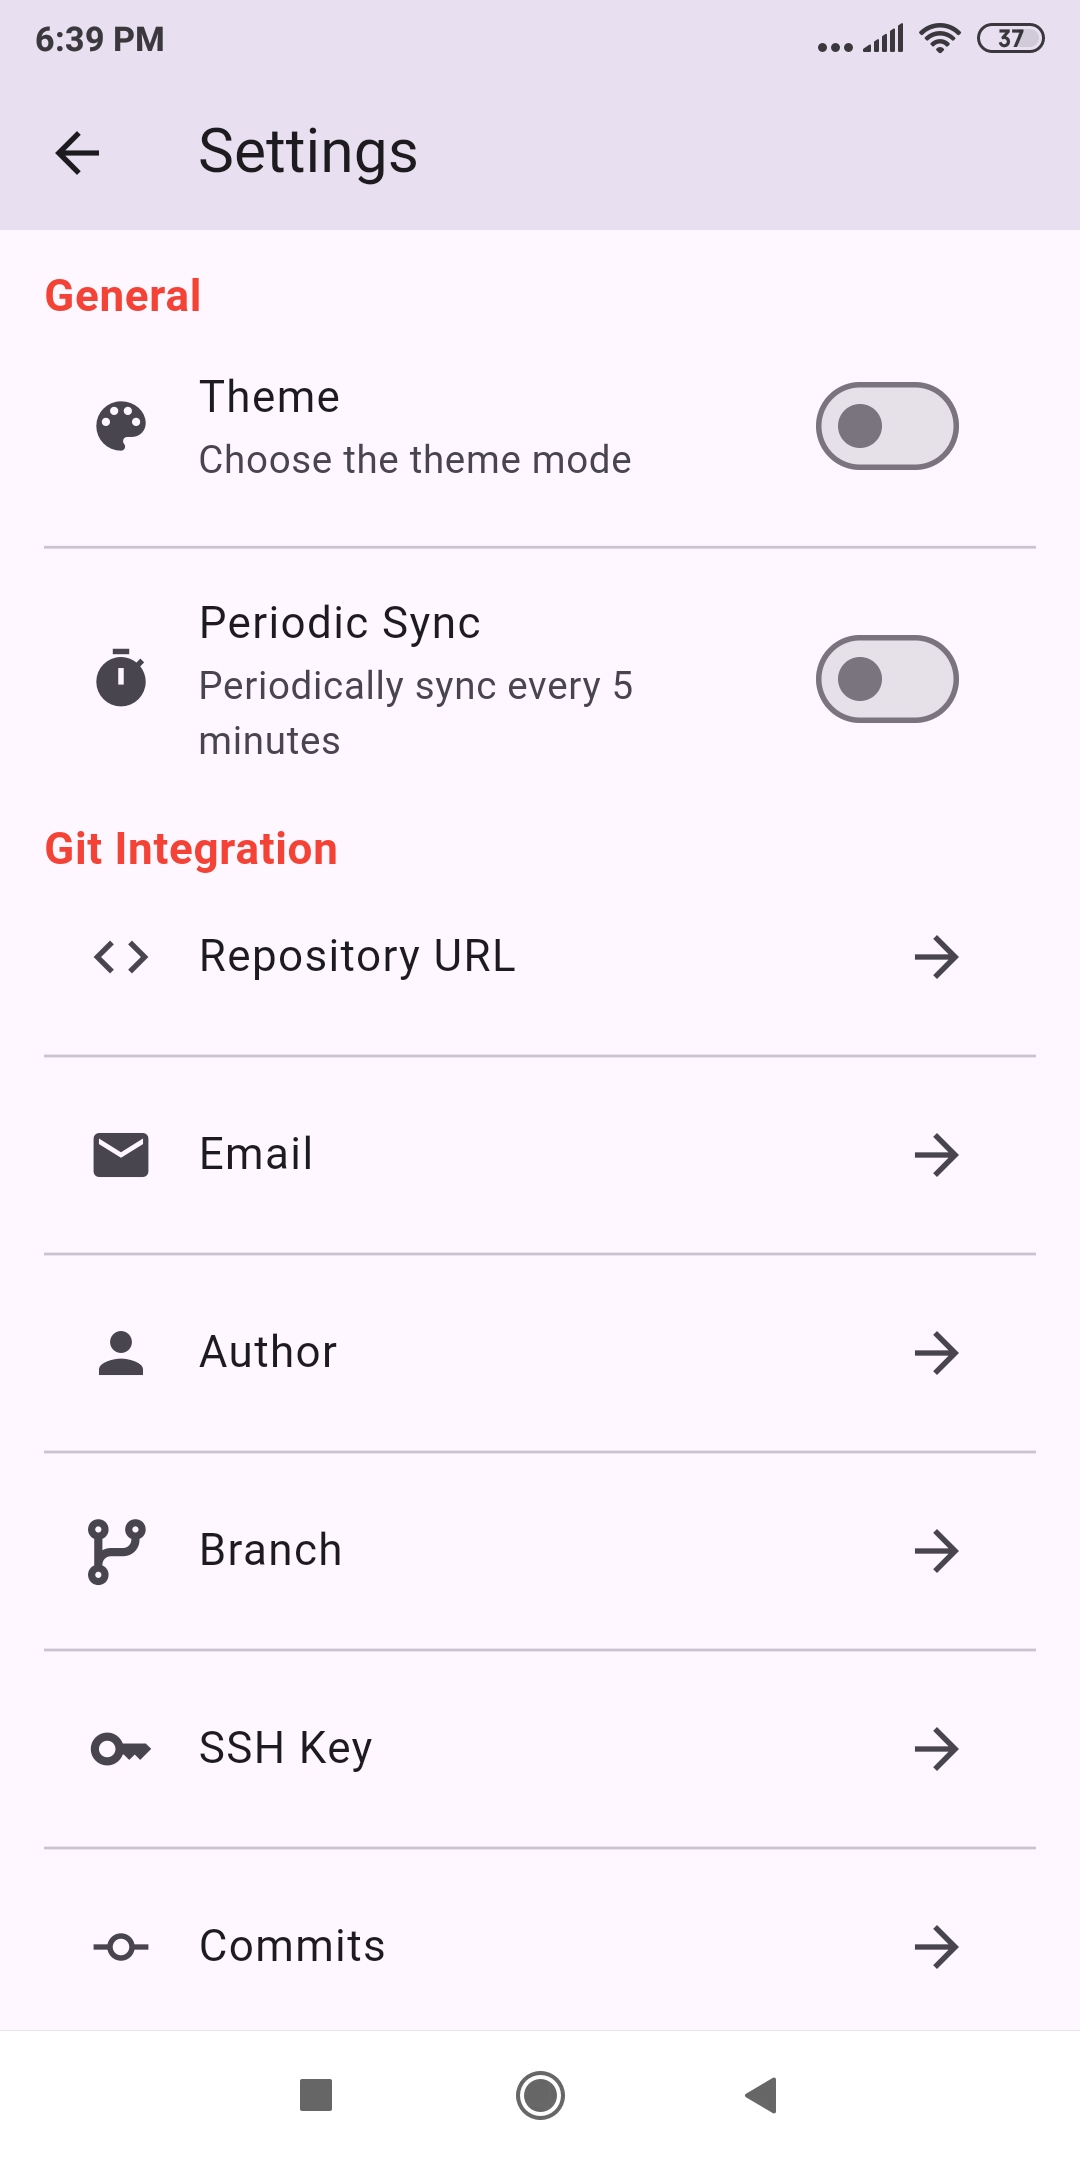 6:39 PM
37
Settings
General
Theme
Choose the theme mode
Periodic Sync
Periodically sync every 5
minutes
Git Integration
Repository URL
Email
Author
Branch
SSH Key
Commits